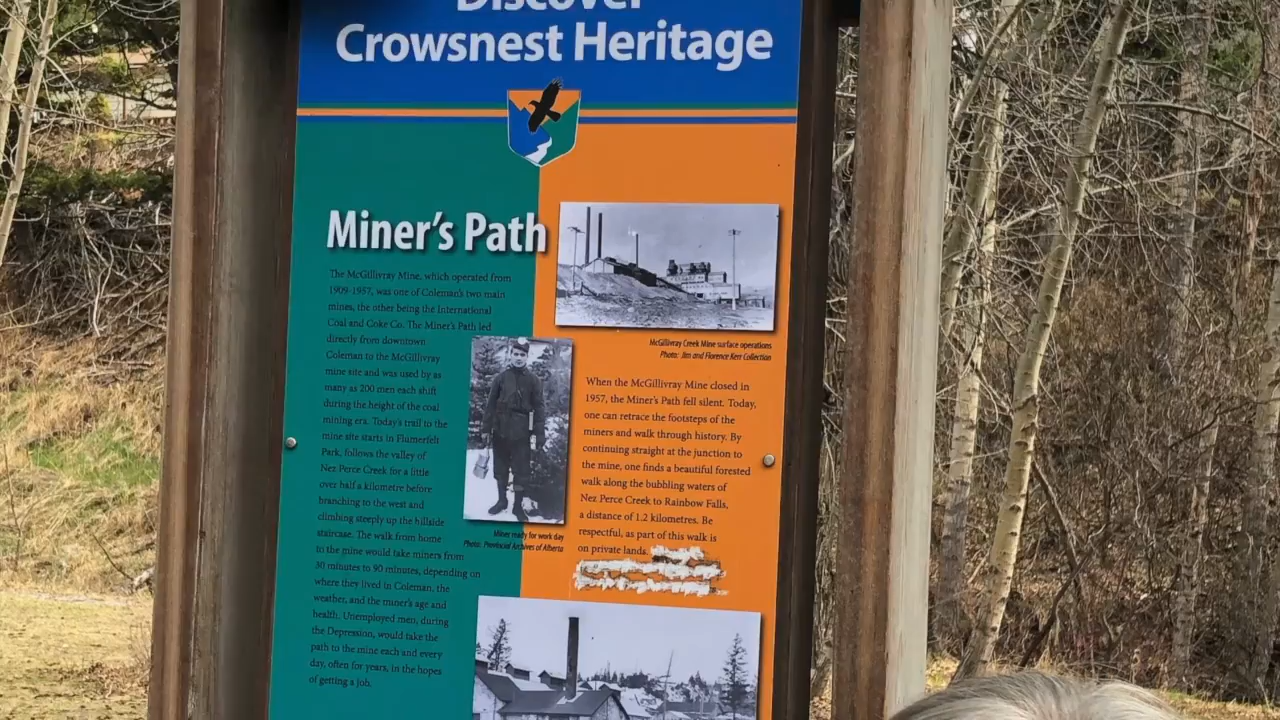 Discover
Crowsnest Heritage
Miner's Path
The McGillivray Mine, which operated from
1909-1957, was one of Coleman's two main
mines, the other being the International
Coal and Coke Co. The Miner's Path led
directly from downtown
Coleman to the McGillivray
mine site and was used by as
many as 200 men each shift
during the height of the coal
mining era. Today's trail to the
mine site starts in Flumerfelt
Park, follows the valley of
Nez Perce Creek for a little
over half a kilometre before
branching to the west and
climbing steeply up the hillside
staircase. The walk from home
to the mine would take miners from
30 minutes to 90 minutes, depending on
where they lived in Coleman, the
weather, and the miner's age and
health. Unemployed men, during
the Depression, would take the
path to the mine each and every
day, often for years, in the hopes
of getting a job.
McGillivray Creek Mine surface operations
Photo: Jim and Florence Kerr Collection
Miner ready for work day
Photo: Provincial Archives of Alberta
When the McGillivray Mine closed in
1957, the Miner's Path fell silent. Today,
one can retrace the footsteps of the
miners and walk through history. By
continuing straight at the junction to
the mine, one finds a beautiful forested
walk along the bubbling waters of
Nez Perce Creek to Rainbow Falls,
a distance of 1.2 kilometres. Be
respectful, as part of this walk is
on private lands.